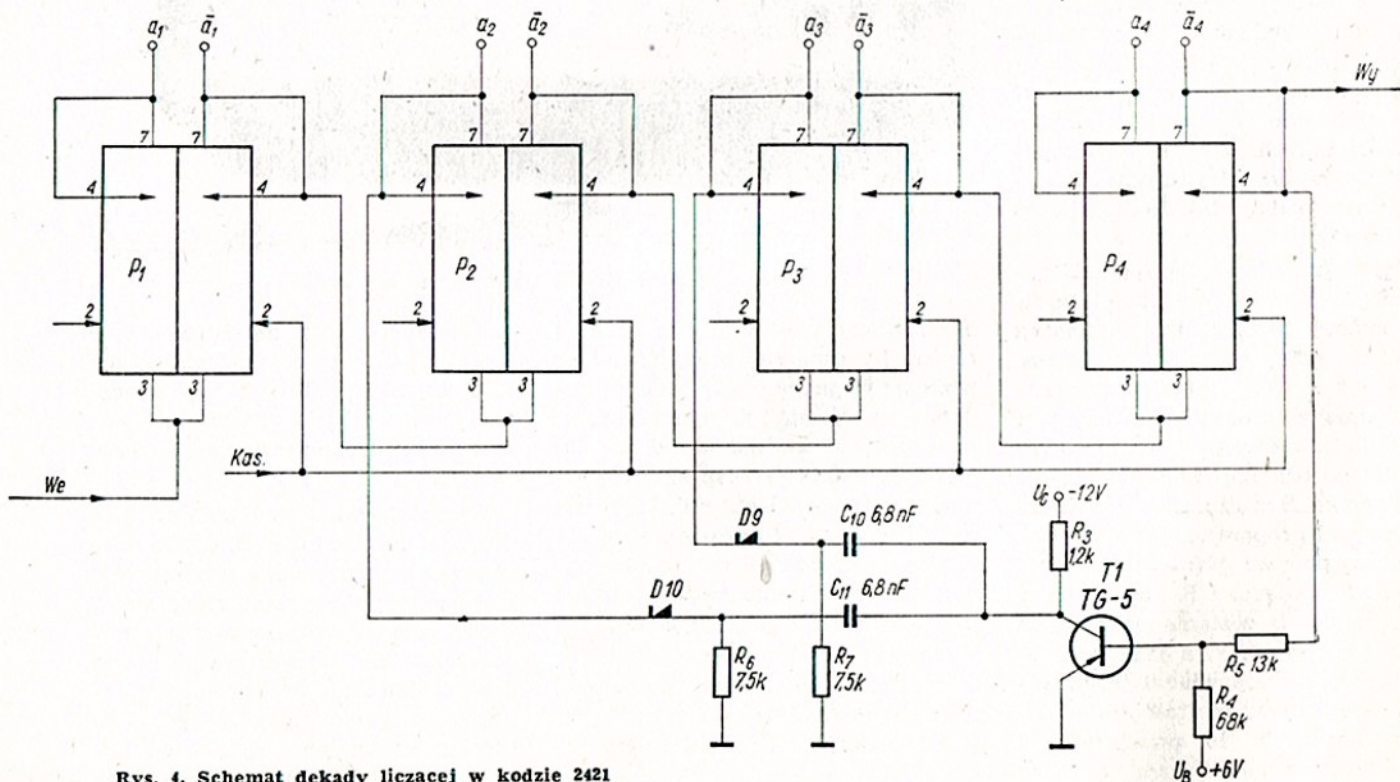 a1 ā1 a2 ā2 a3 ā3 a4 ā4
Wy
7 7 7 7 7 7 7 7
4 4 4 4 4 4 4 4
P1 P2 P3 P4
2 2 2 2 2 2 2 2
3 3 3 3 3 3 3 3
Kas.
We
UC -12V
D9
C10 6,8nF
R3
1,2k
T1
TG-5
D10
C11 6,8nF
R6
7,5k
R7
7,5k
R5 13k
R4
68k
UB +6V
Rys. 4. Schemat dekady liczącej w kodzie 2421